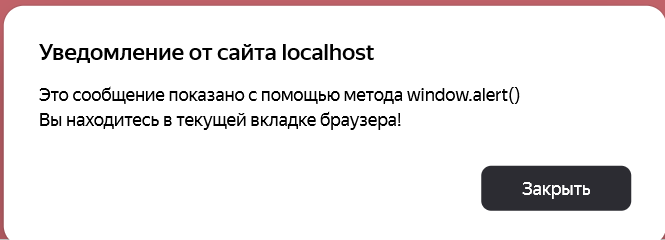 Уведомление от сайта localhost
Это сообщение показано с помощью метода window.alert()
Вы находитесь в текущей вкладке браузера!
Закрыть